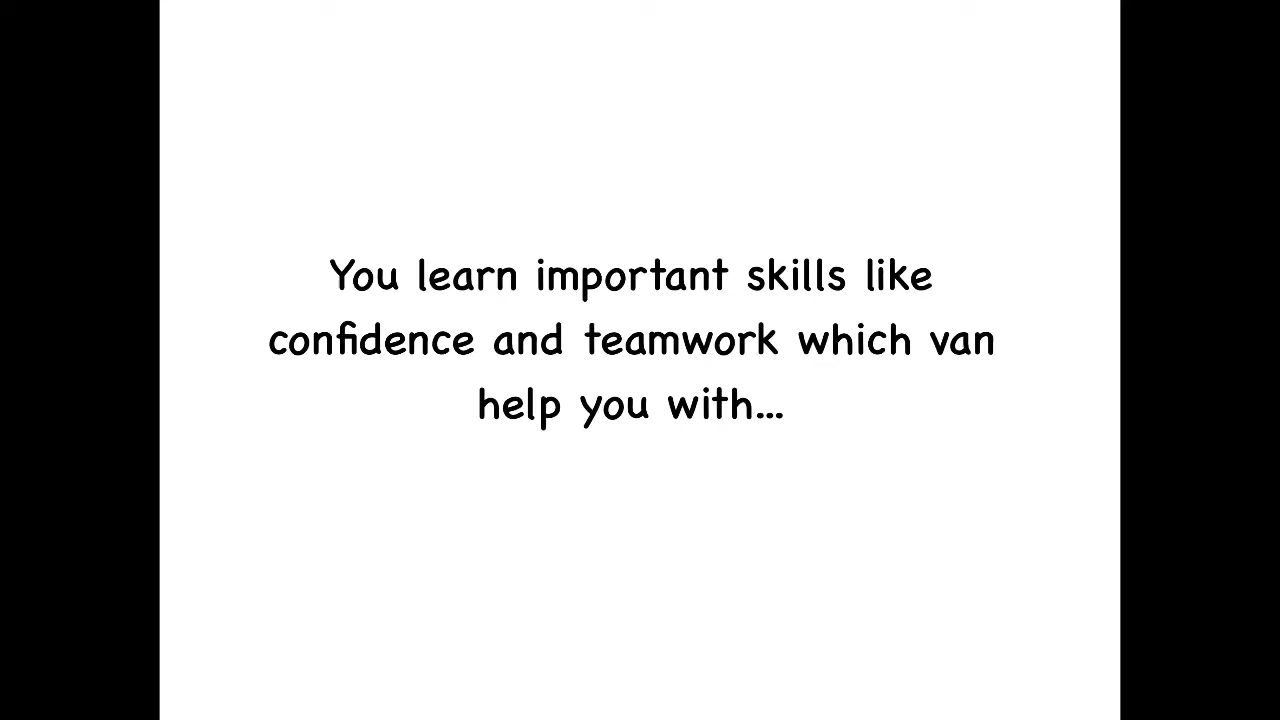 You learn important skills like
confidence and teamwork which van
help you with...